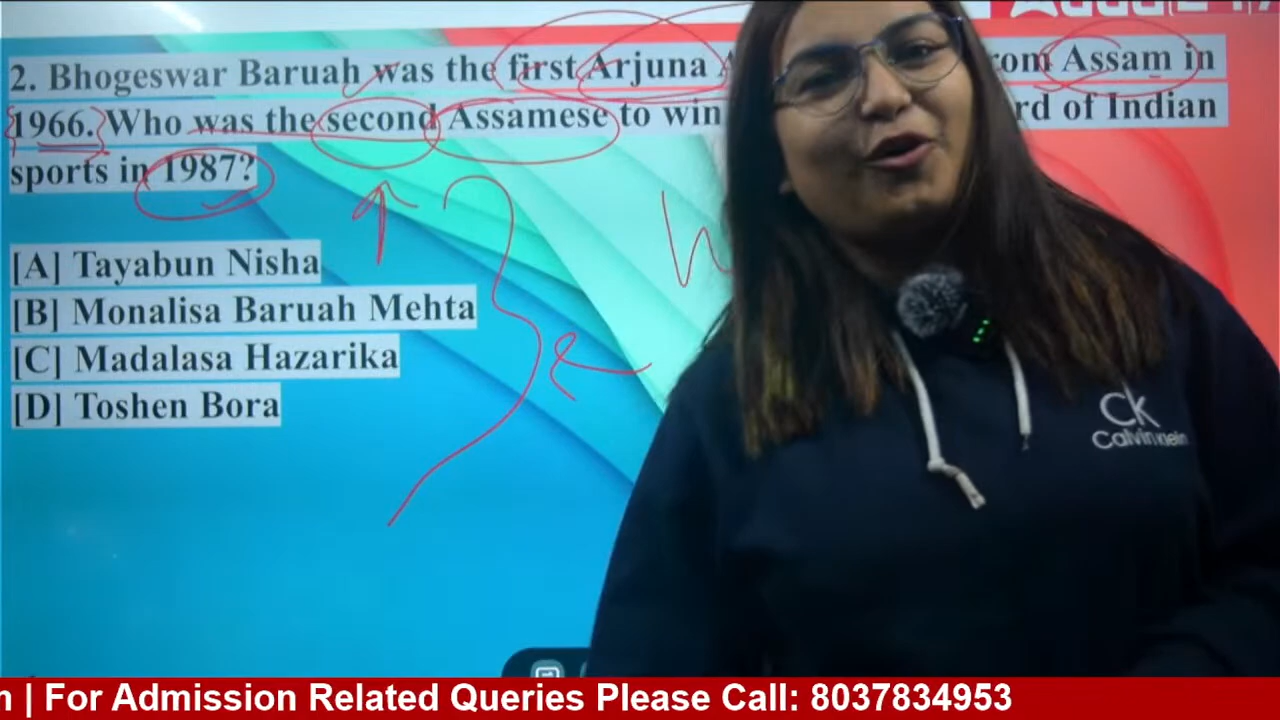 2. Bhogeswar Baruah was the first Arjuna from Assam in
1966. Who was the second Assamese to win rd of Indian
sports in 1987?
[A] Tayabun Nisha
[B] Monalisa Baruah Mehta
[C] Madalasa Hazarika
[D] Toshen Bora
CK
Calvin Klein
| For Admission Related Queries Please Call: 8037834953